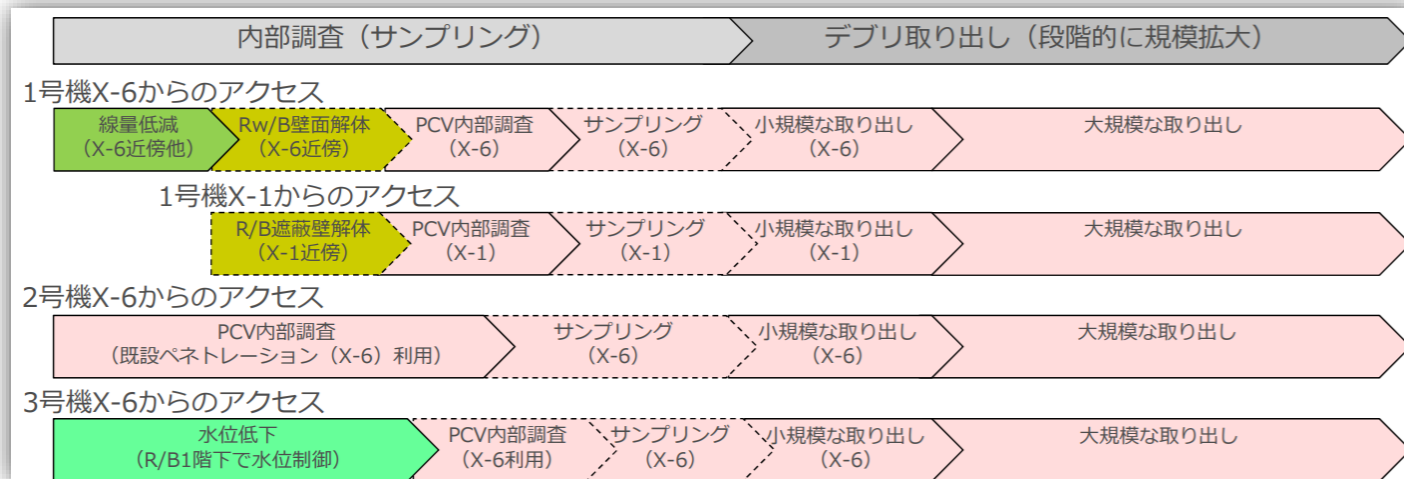 内部調査（サンプリング）
デブリ取り出し（段階的に規模拡大）
1号機X-6からのアクセス
線量低減
（X-6近傍他）
Rw/B壁面解体
（X-6近傍）
PCV内部調査
（X-6）
サンプリング
（X-6）
小規模な取り出し
（X-6）
大規模な取り出し
1号機X-1からのアクセス
R/B遮蔽壁解体
（X-1近傍）
PCV内部調査
（X-1）
サンプリング
（X-1）
小規模な取り出し
（X-1）
大規模な取り出し
2号機X-6からのアクセス
PCV内部調査
（既設ペネトレーション（X-6）利用）
サンプリング
（X-6）
小規模な取り出し
（X-6）
大規模な取り出し
3号機X-6からのアクセス
水位低下
（R/B1階下で水位制御）
PCV内部調査
（X-6利用）
サンプリング
（X-6）
小規模な取り出し
（X-6）
大規模な取り出し